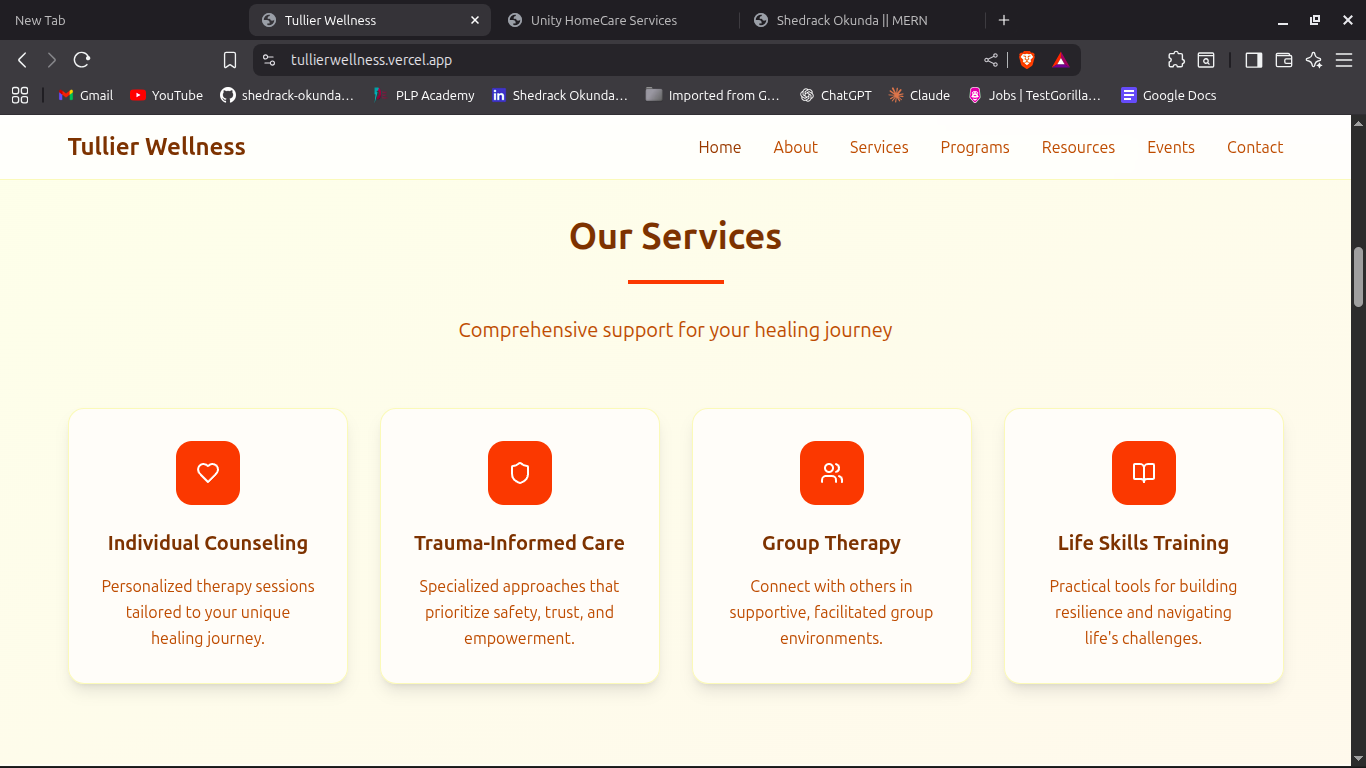 New Tab
Tullier Wellness
Unity HomeCare Services
Shedrack Okunda || MERN
tullierwellness.vercel.app
Gmail
YouTube
shedrack-okunda...
PLP Academy
Shedrack Okunda...
Imported from G...
ChatGPT
Claude
Jobs | TestGorilla...
Google Docs
Tullier Wellness
Home
About
Services
Programs
Resources
Events
Contact
Our Services
Comprehensive support for your healing journey
Individual Counseling
Personalized therapy sessions
tailored to your unique
healing journey.
Trauma-Informed Care
Specialized approaches that
prioritize safety, trust, and
empowerment.
Group Therapy
Connect with others in
supportive, facilitated group
environments.
Life Skills Training
Practical tools for building
resilience and navigating
life's challenges.